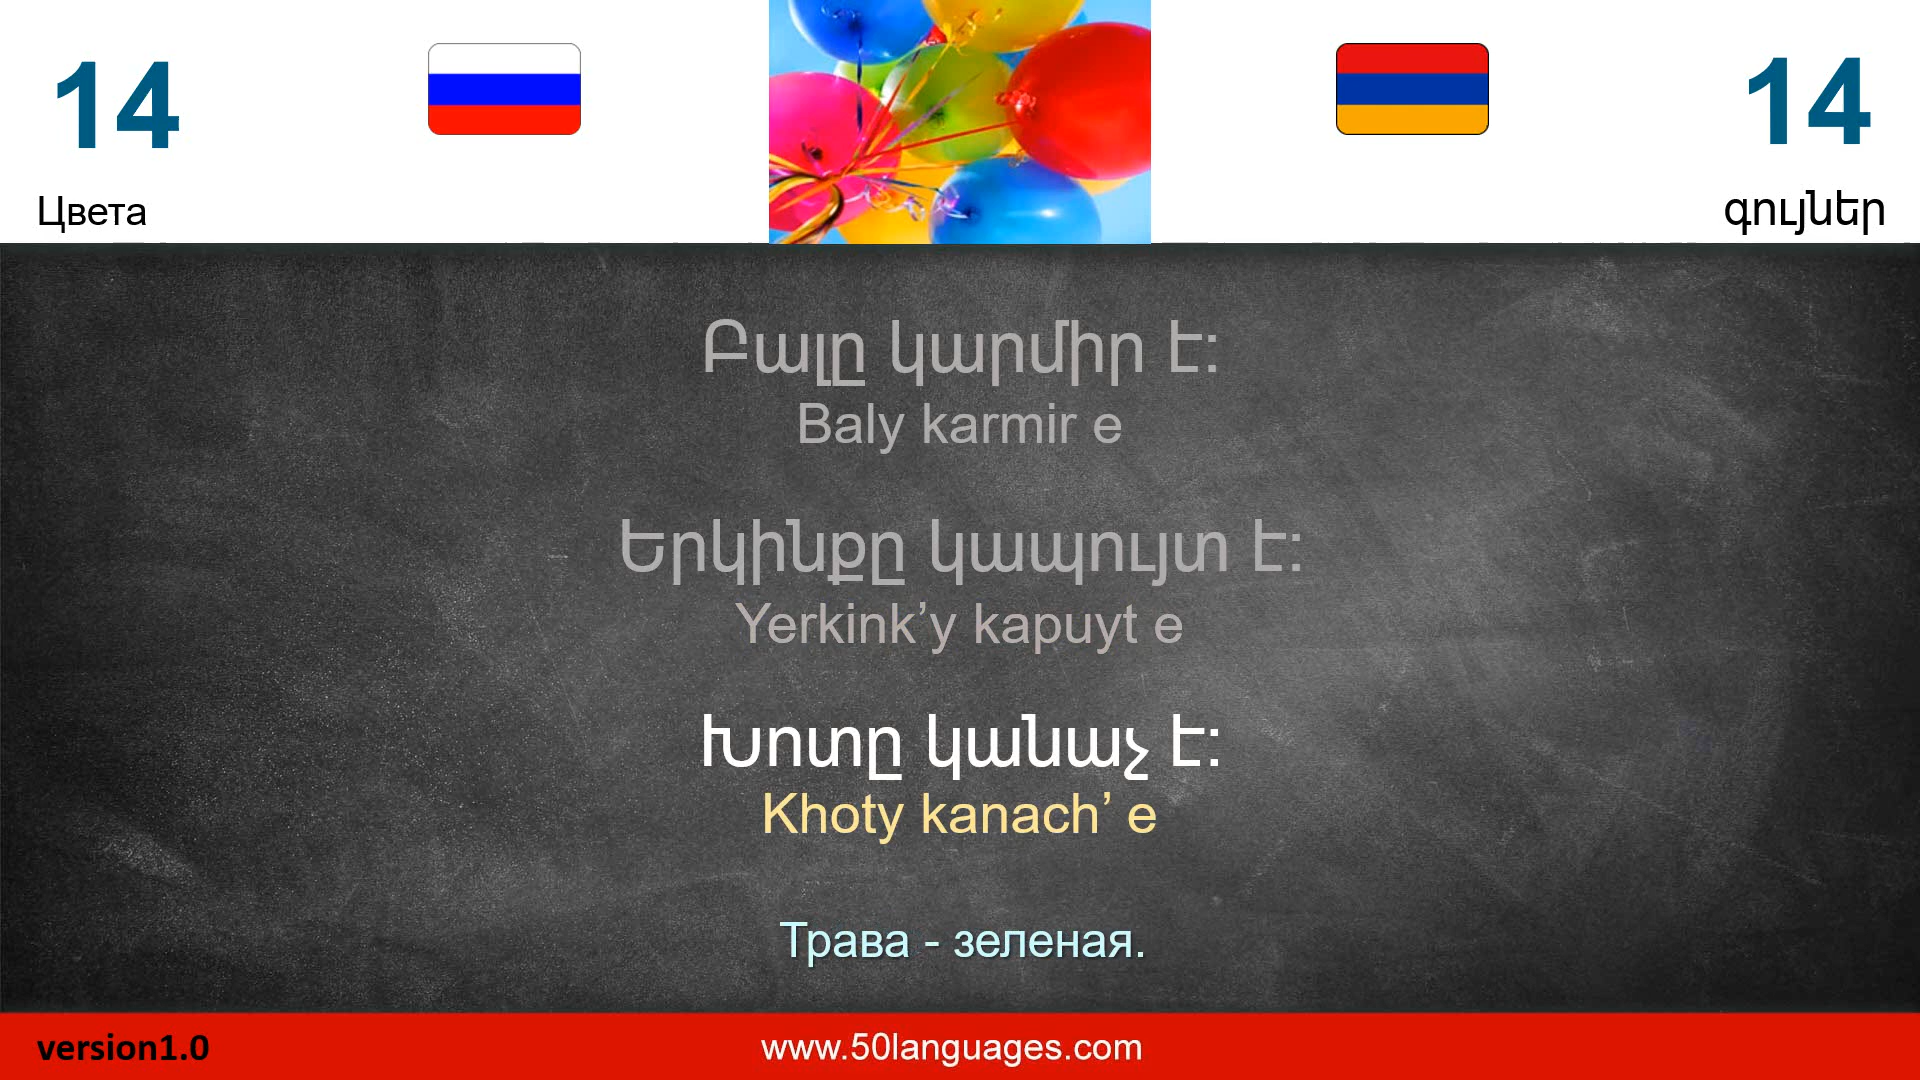 14
14
Цвета
գույներ
Բալը կարմիր է:
Baly karmir e
Երկինքը կապույտ է:
Yerkink’y kapuyt e
Խոտը կանաչ է:
Khoty kanach’ e
Трава - зеленая.
version1.0
www.50languages.com